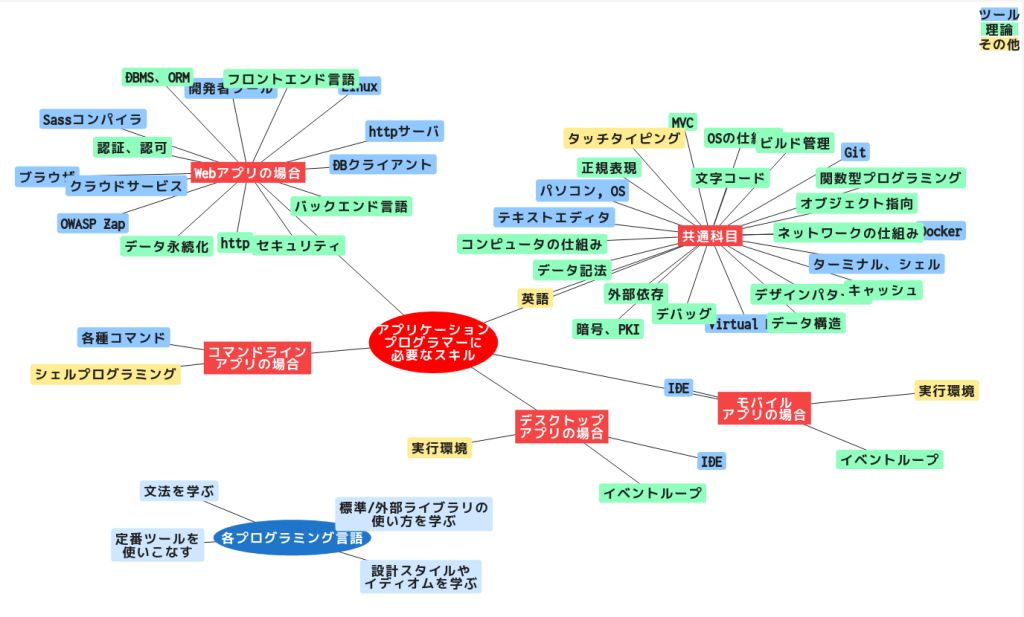 ツール
理論
その他
DBMS、ORM
開発者ツール
フロントエンド言語
Linux
Sassコンパイラ
httpサーバ
認証、認可
DBクライアント
Webアプリの場合
ブラウザ
クラウドサービス
バックエンド言語
OWASP Zap
データ永続化
http
セキュリティ
MVC
タッチタイピング
OSの仕組
ビルド管理
Git
正規表現
文字コード
関数型プログラミング
パソコン, OS
オブジェクト指向
テキストエディタ
共通科目
ネットワークの仕組み
Docker
コンピュータの仕組み
ターミナル、シェル
データ記法
英語
外部依存
デザインパタ
キャッシュ
デバッグ
暗号、PKI
Virtual
データ構造
アプリケーション
プログラマーに
必要なスキル
各種コマンド
コマンドライン
アプリの場合
シェルプログラミング
IDE
モバイル
アプリの場合
実行環境
デスクトップ
アプリの場合
実行環境
IDE
イベントループ
イベントループ
文法を学ぶ
標準/外部ライブラリの
使い方を学ぶ
定番ツールを
使いこなす
各プログラミング言語
設計スタイルや
イディオムを学ぶ